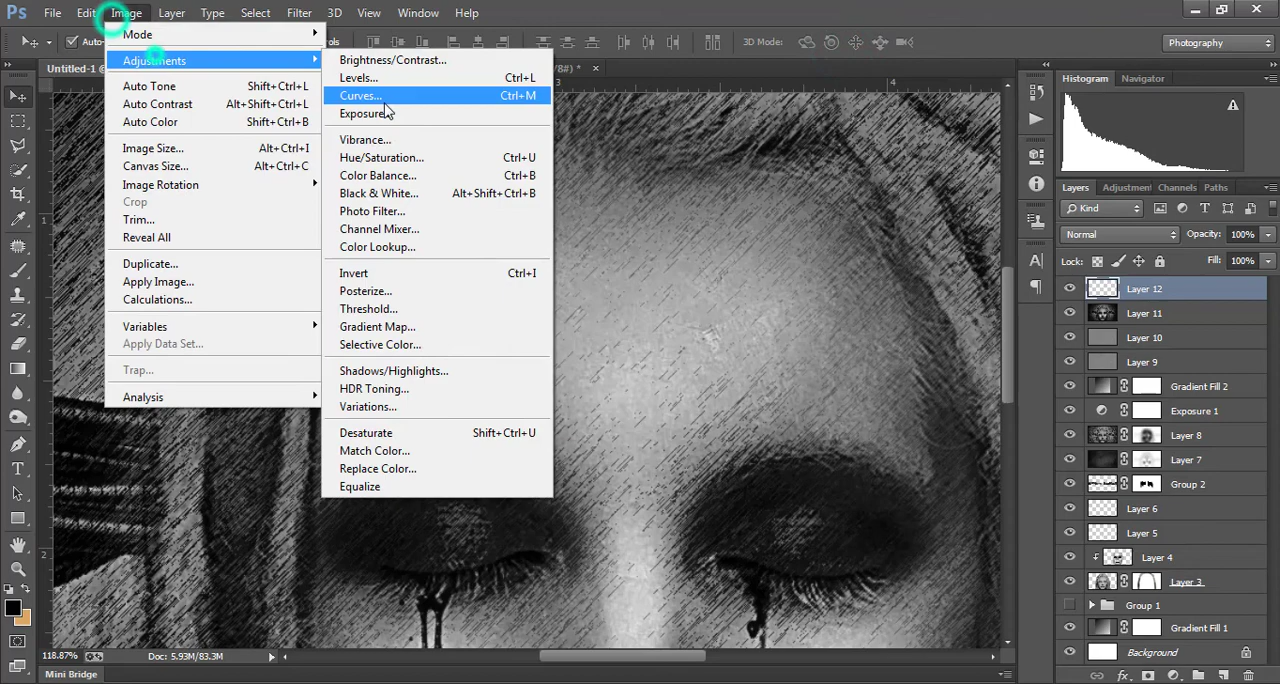 Ps File Edit Image Layer Type Select Filter 3D View Window Help
Auto- 3D Mode: Photography
Untitled-1 @ /8#) * ×
Mode
Adjustments
Auto Tone Shift+Ctrl+L
Auto Contrast Alt+Shift+Ctrl+L
Auto Color Shift+Ctrl+B
Image Size... Alt+Ctrl+I
Canvas Size... Alt+Ctrl+C
Image Rotation
Crop
Trim...
Reveal All
Duplicate...
Apply Image...
Calculations...
Variables
Apply Data Set...
Trap...
Analysis
Brightness/Contrast...
Levels... Ctrl+L
Curves... Ctrl+M
Exposure
Vibrance...
Hue/Saturation... Ctrl+U
Color Balance... Ctrl+B
Black & White... Alt+Shift+Ctrl+B
Photo Filter...
Channel Mixer...
Color Lookup...
Invert Ctrl+I
Posterize...
Threshold...
Gradient Map...
Selective Color...
Shadows/Highlights...
HDR Toning...
Variations...
Desaturate Shift+Ctrl+U
Match Color...
Replace Color...
Equalize
3 4
1
2
Histogram Navigator
Layers Adjustmen Channels Paths
Kind
Normal Opacity: 100%
Lock: Fill: 100%
Layer 12
Layer 11
Layer 10
Layer 9
Gradient Fill 2
Exposure 1
Layer 8
Layer 7
Group 2
Layer 6
Layer 5
Layer 4
Layer 3
Group 1
Gradient Fill 1
Background
118.87% Doc: 5.93M/83.3M
Mini Bridge